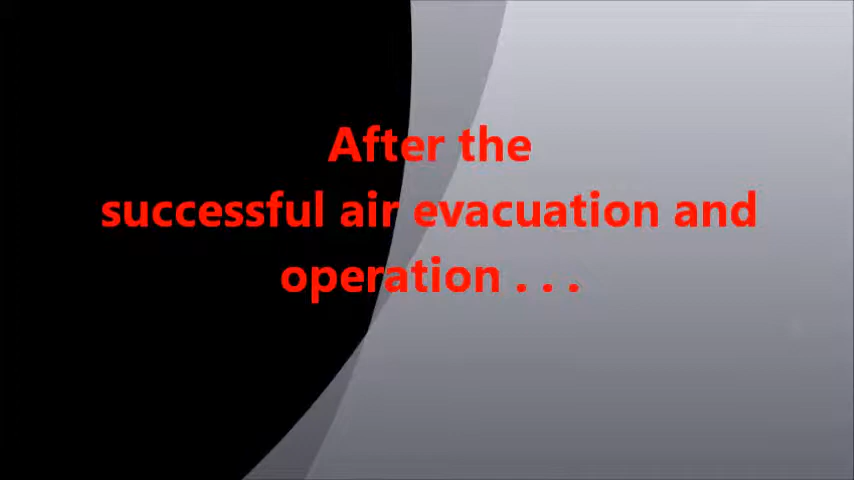 After the
successful air evacuation and
operation . . .